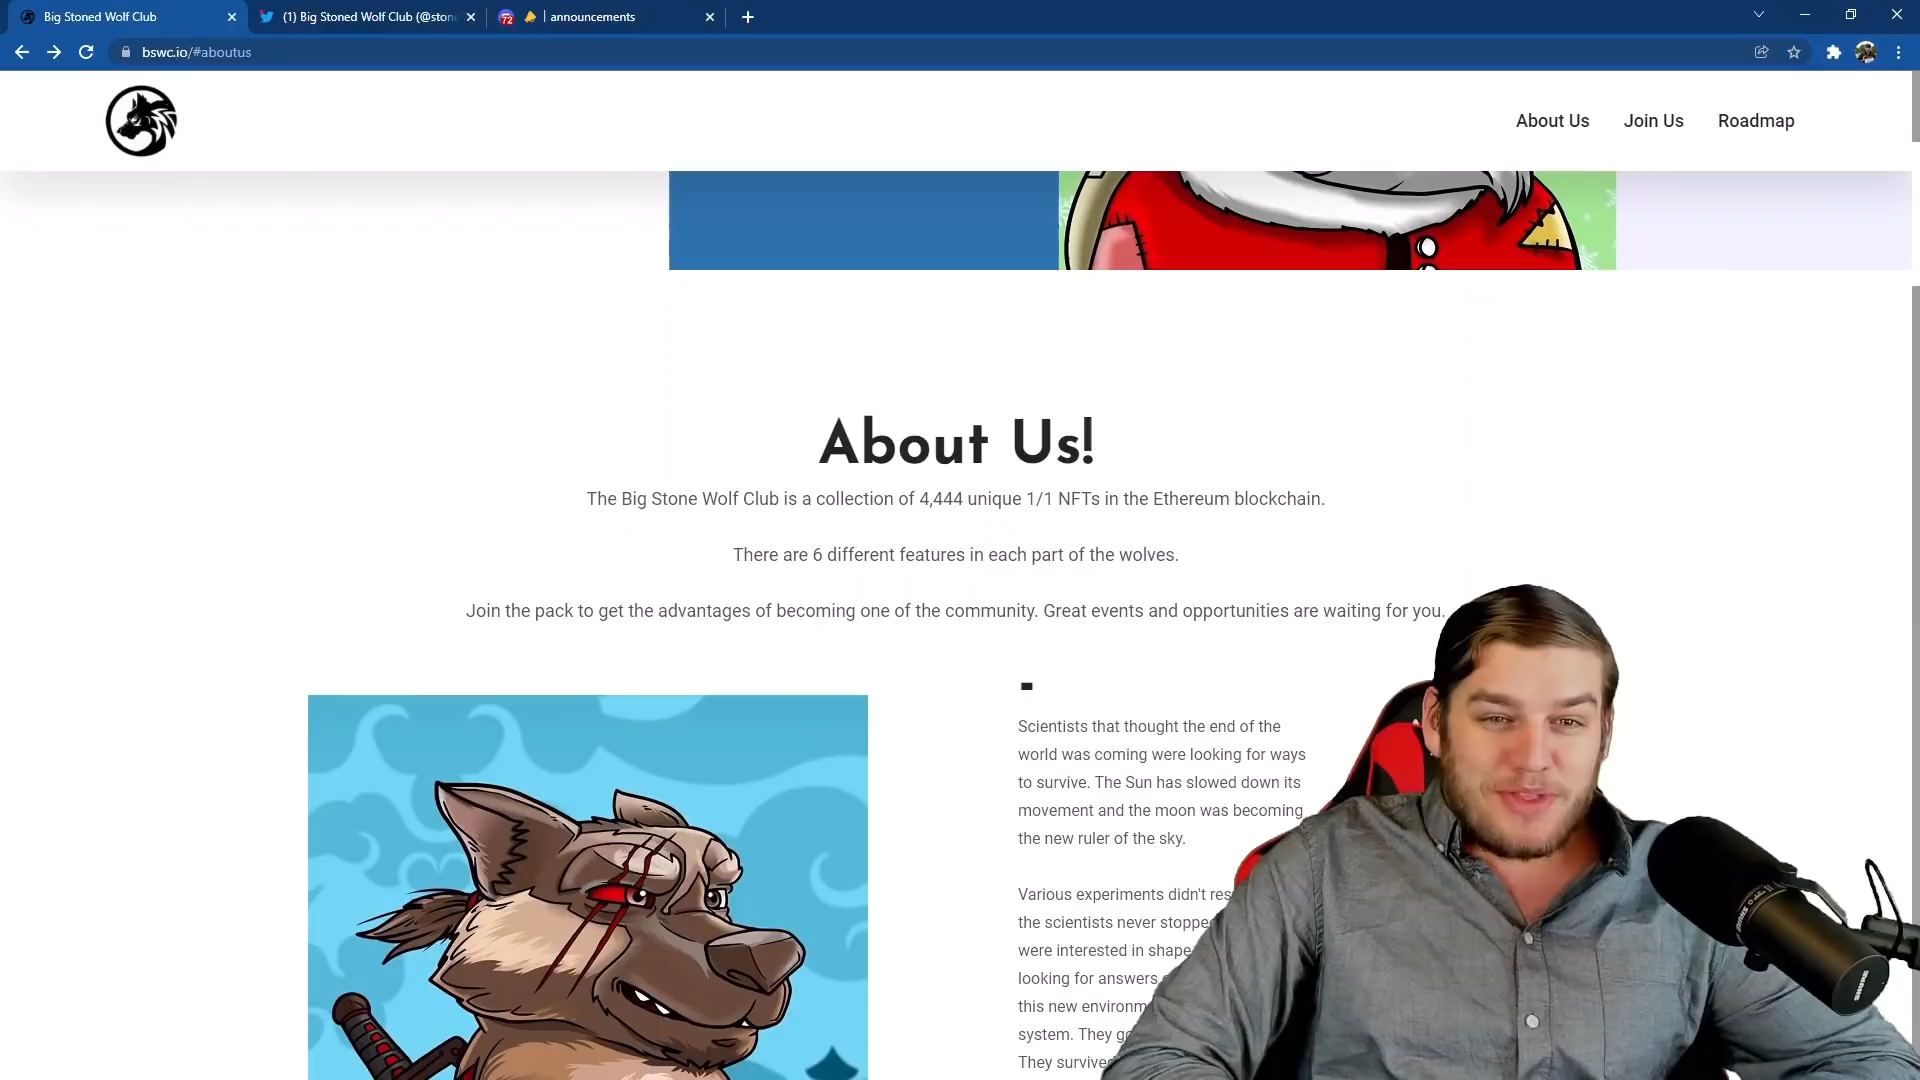 Big Stoned Wolf Club
(1) Big Stoned Wolf Club (@ston
72 | announcements
bswc.io/#aboutus
About Us Join Us Roadmap
About Us!
The Big Stone Wolf Club is a collection of 4,444 unique 1/1 NFTs in the Ethereum blockchain.
There are 6 different features in each part of the wolves.
Join the pack to get the advantages of becoming one of the community. Great events and opportunities are waiting for you.
-
Scientists that thought the end of the
world was coming were looking for ways
to survive. The Sun has slowed down its
movement and the moon was becoming
the new ruler of the sky.
Various experiments didn't res
the scientists never stoppe
were interested in shape
looking for answers
this new environm
system. They go
They survived